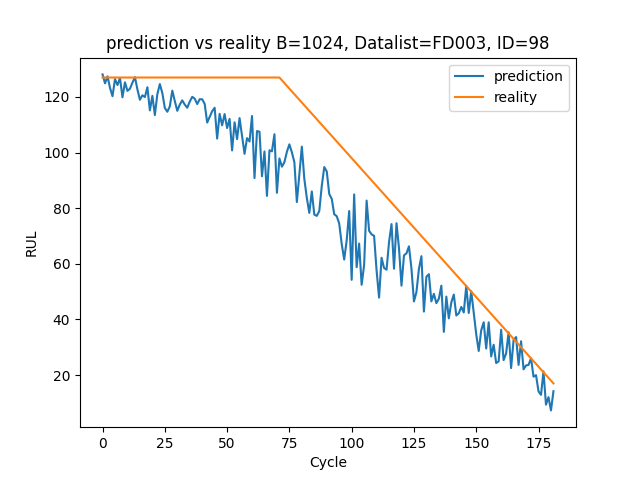 prediction vs reality B=1024, Datalist=FD003, ID=98
prediction
reality
RUL
120
100
80
60
40
20
0 25 50 75 100 125 150 175
Cycle